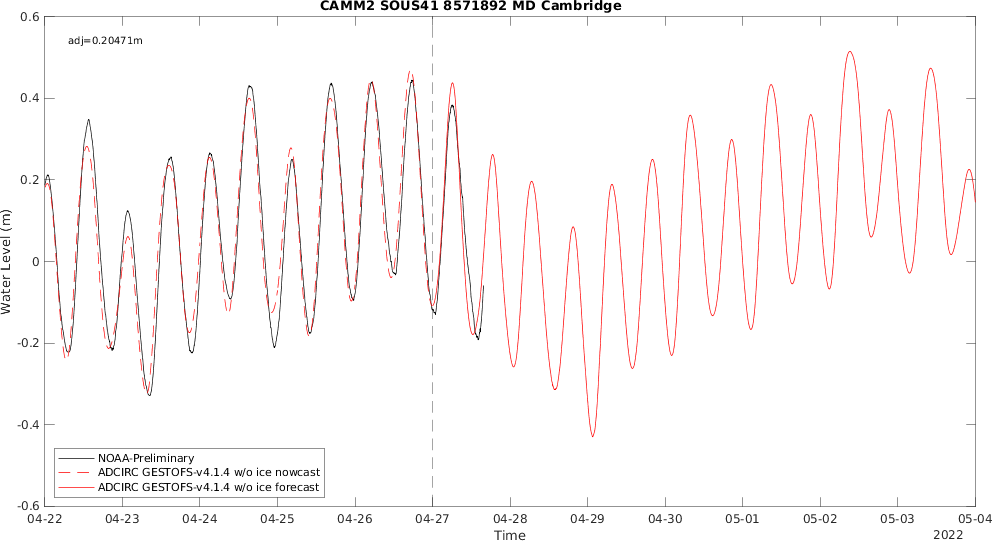 CAMM2 SOUS41 8571892 MD Cambridge
adj=0.20471m
0.6
0.4
0.2
0
-0.2
-0.4
-0.6
Water Level (m)
NOAA-Preliminary
ADCIRC GESTOFS-v4.1.4 w/o ice nowcast
ADCIRC GESTOFS-v4.1.4 w/o ice forecast
04-22 04-23 04-24 04-25 04-26 04-27 04-28 04-29 04-30 05-01 05-02 05-03 05-04
Time
2022